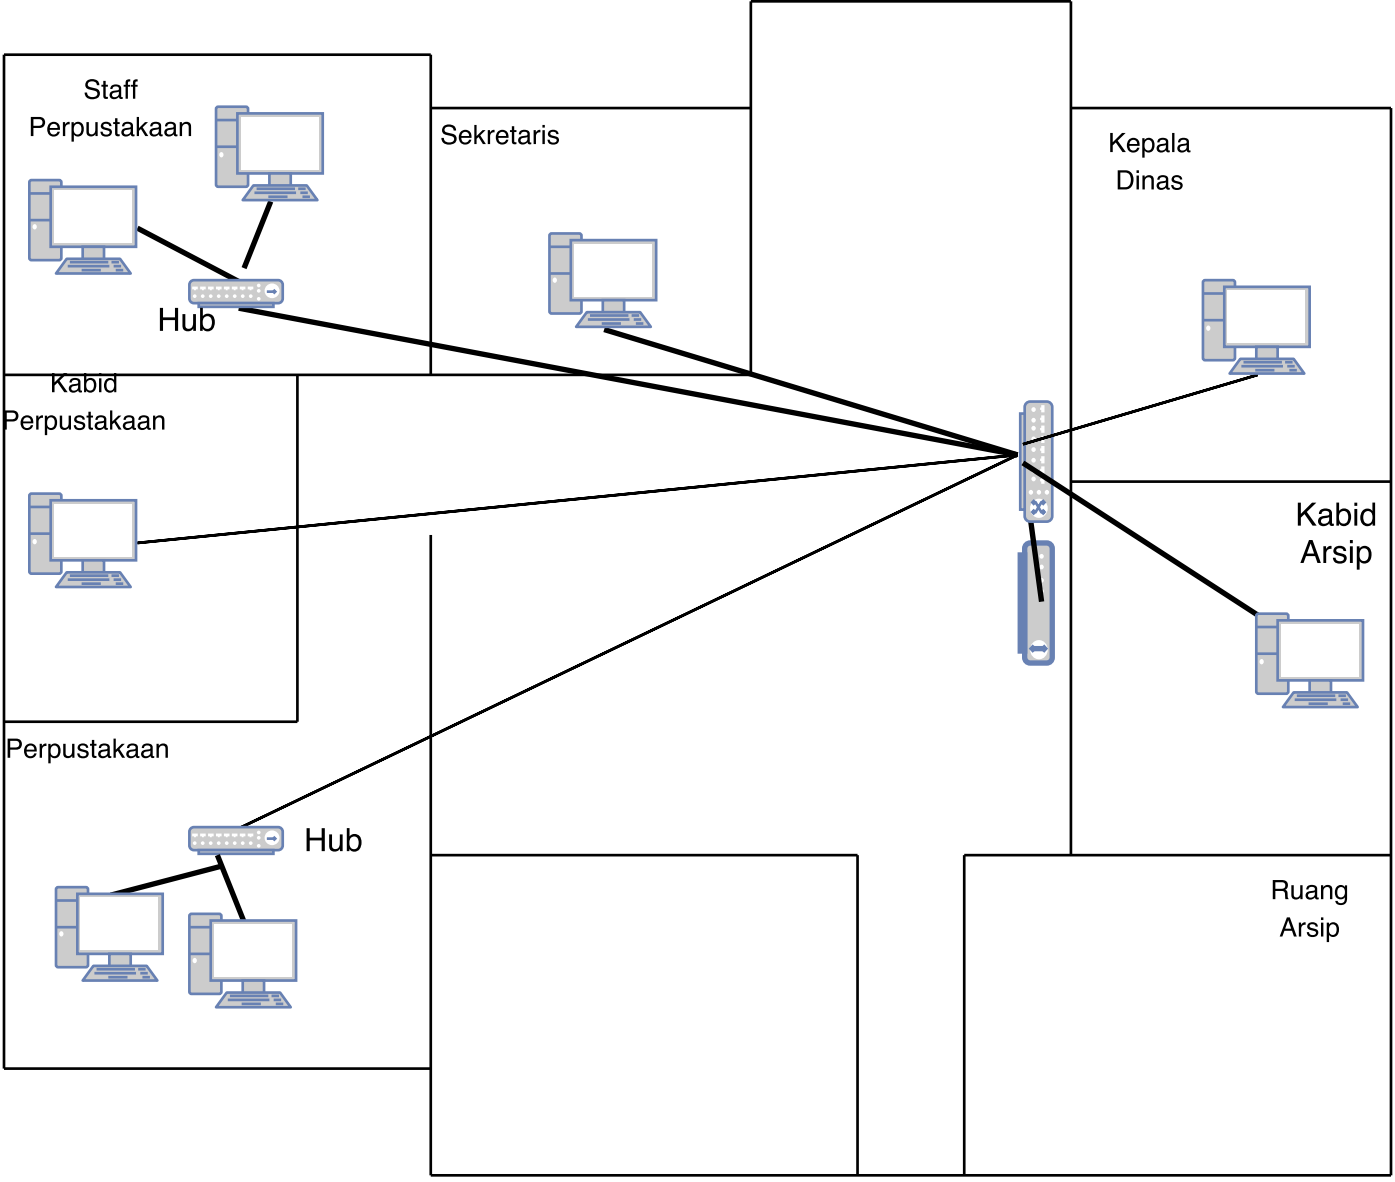 Staff
Perpustakaan
Sekretaris
Kepala
Dinas
Hub
Kabid
Perpustakaan
Kabid
Arsip
Perpustakaan
Hub
Ruang
Arsip